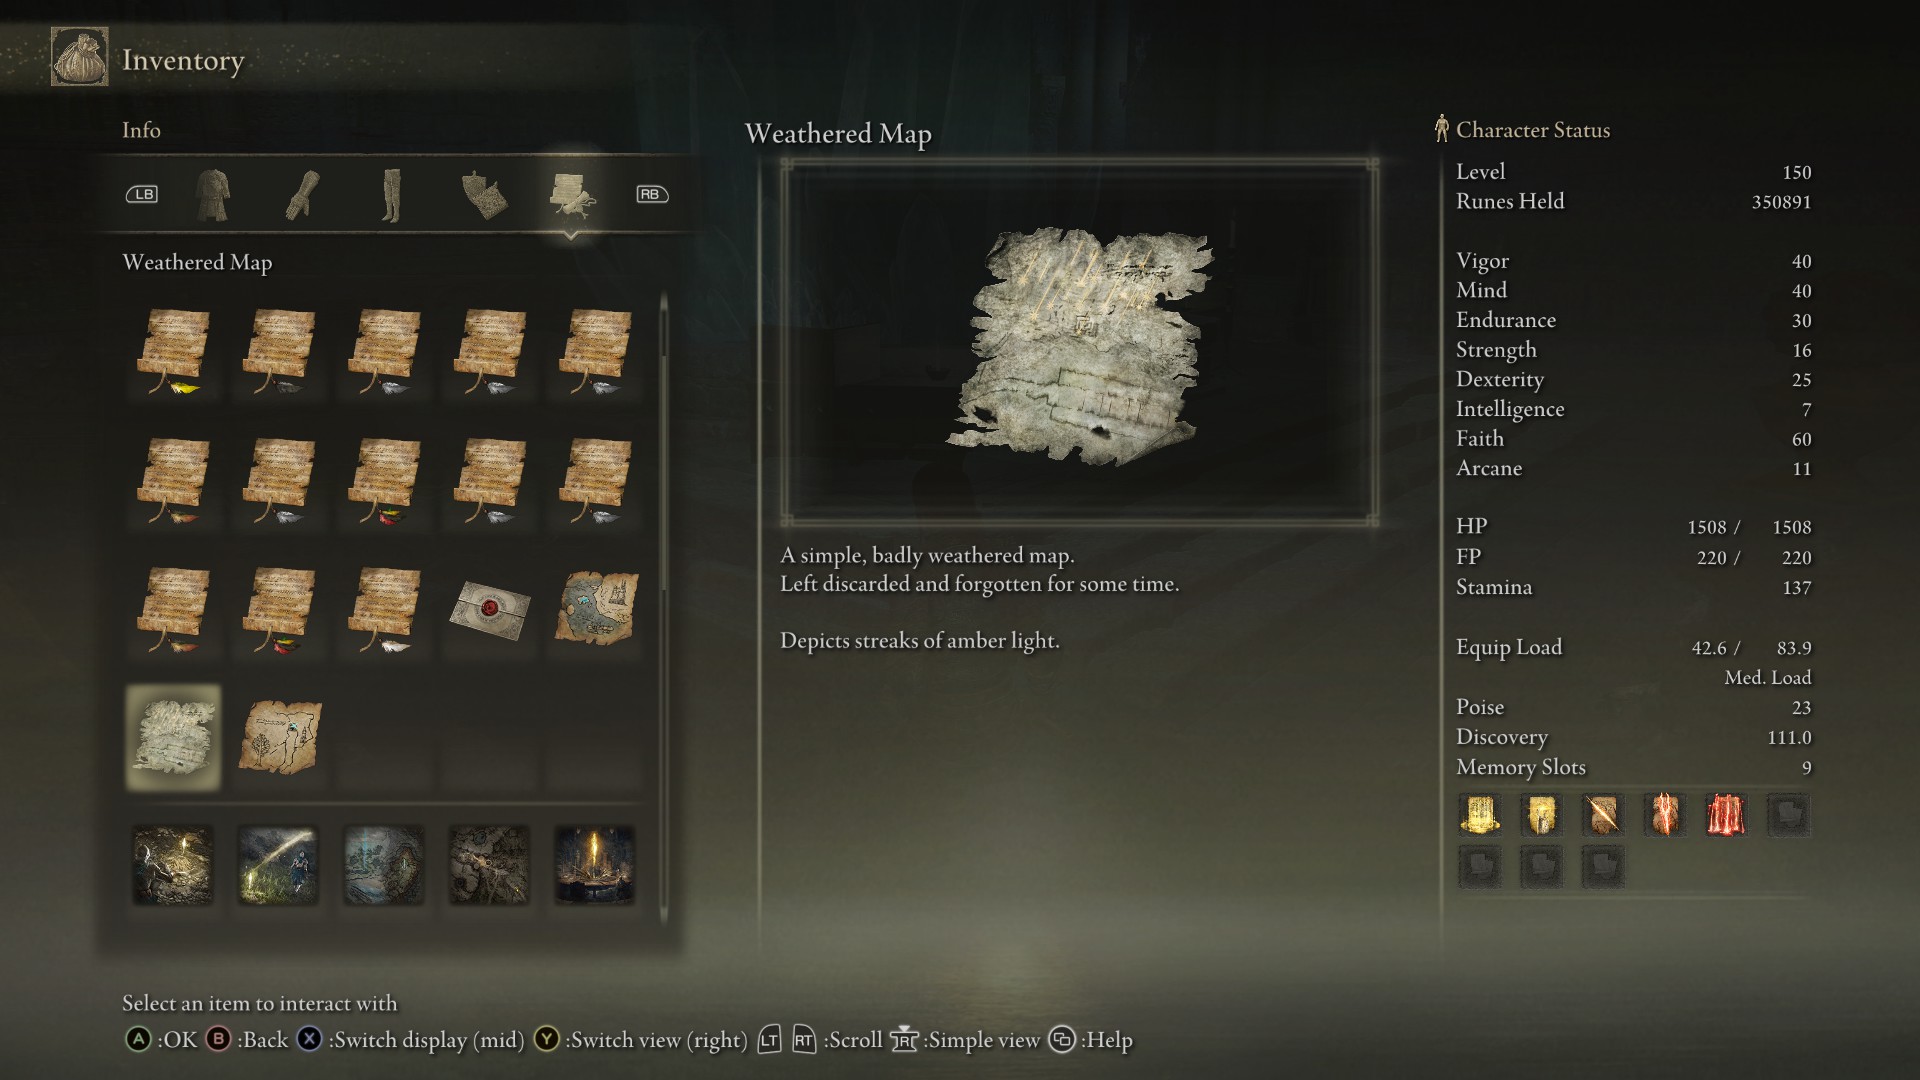 Inventory
Info
LB
RB
Weathered Map
Weathered Map
A simple, badly weathered map.
Left discarded and forgotten for some time.
Depicts streaks of amber light.
Character Status
Level 150
Runes Held 350891
Vigor 40
Mind 40
Endurance 30
Strength 16
Dexterity 25
Intelligence 7
Faith 60
Arcane 11
HP 1508 / 1508
FP 220 / 220
Stamina 137
Equip Load 42.6 / 83.9
Med. Load
Poise 23
Discovery 111.0
Memory Slots 9
Select an item to interact with
A :OK B :Back X :Switch display (mid) Y :Switch view (right) LT RT :Scroll R :Simple view :Help